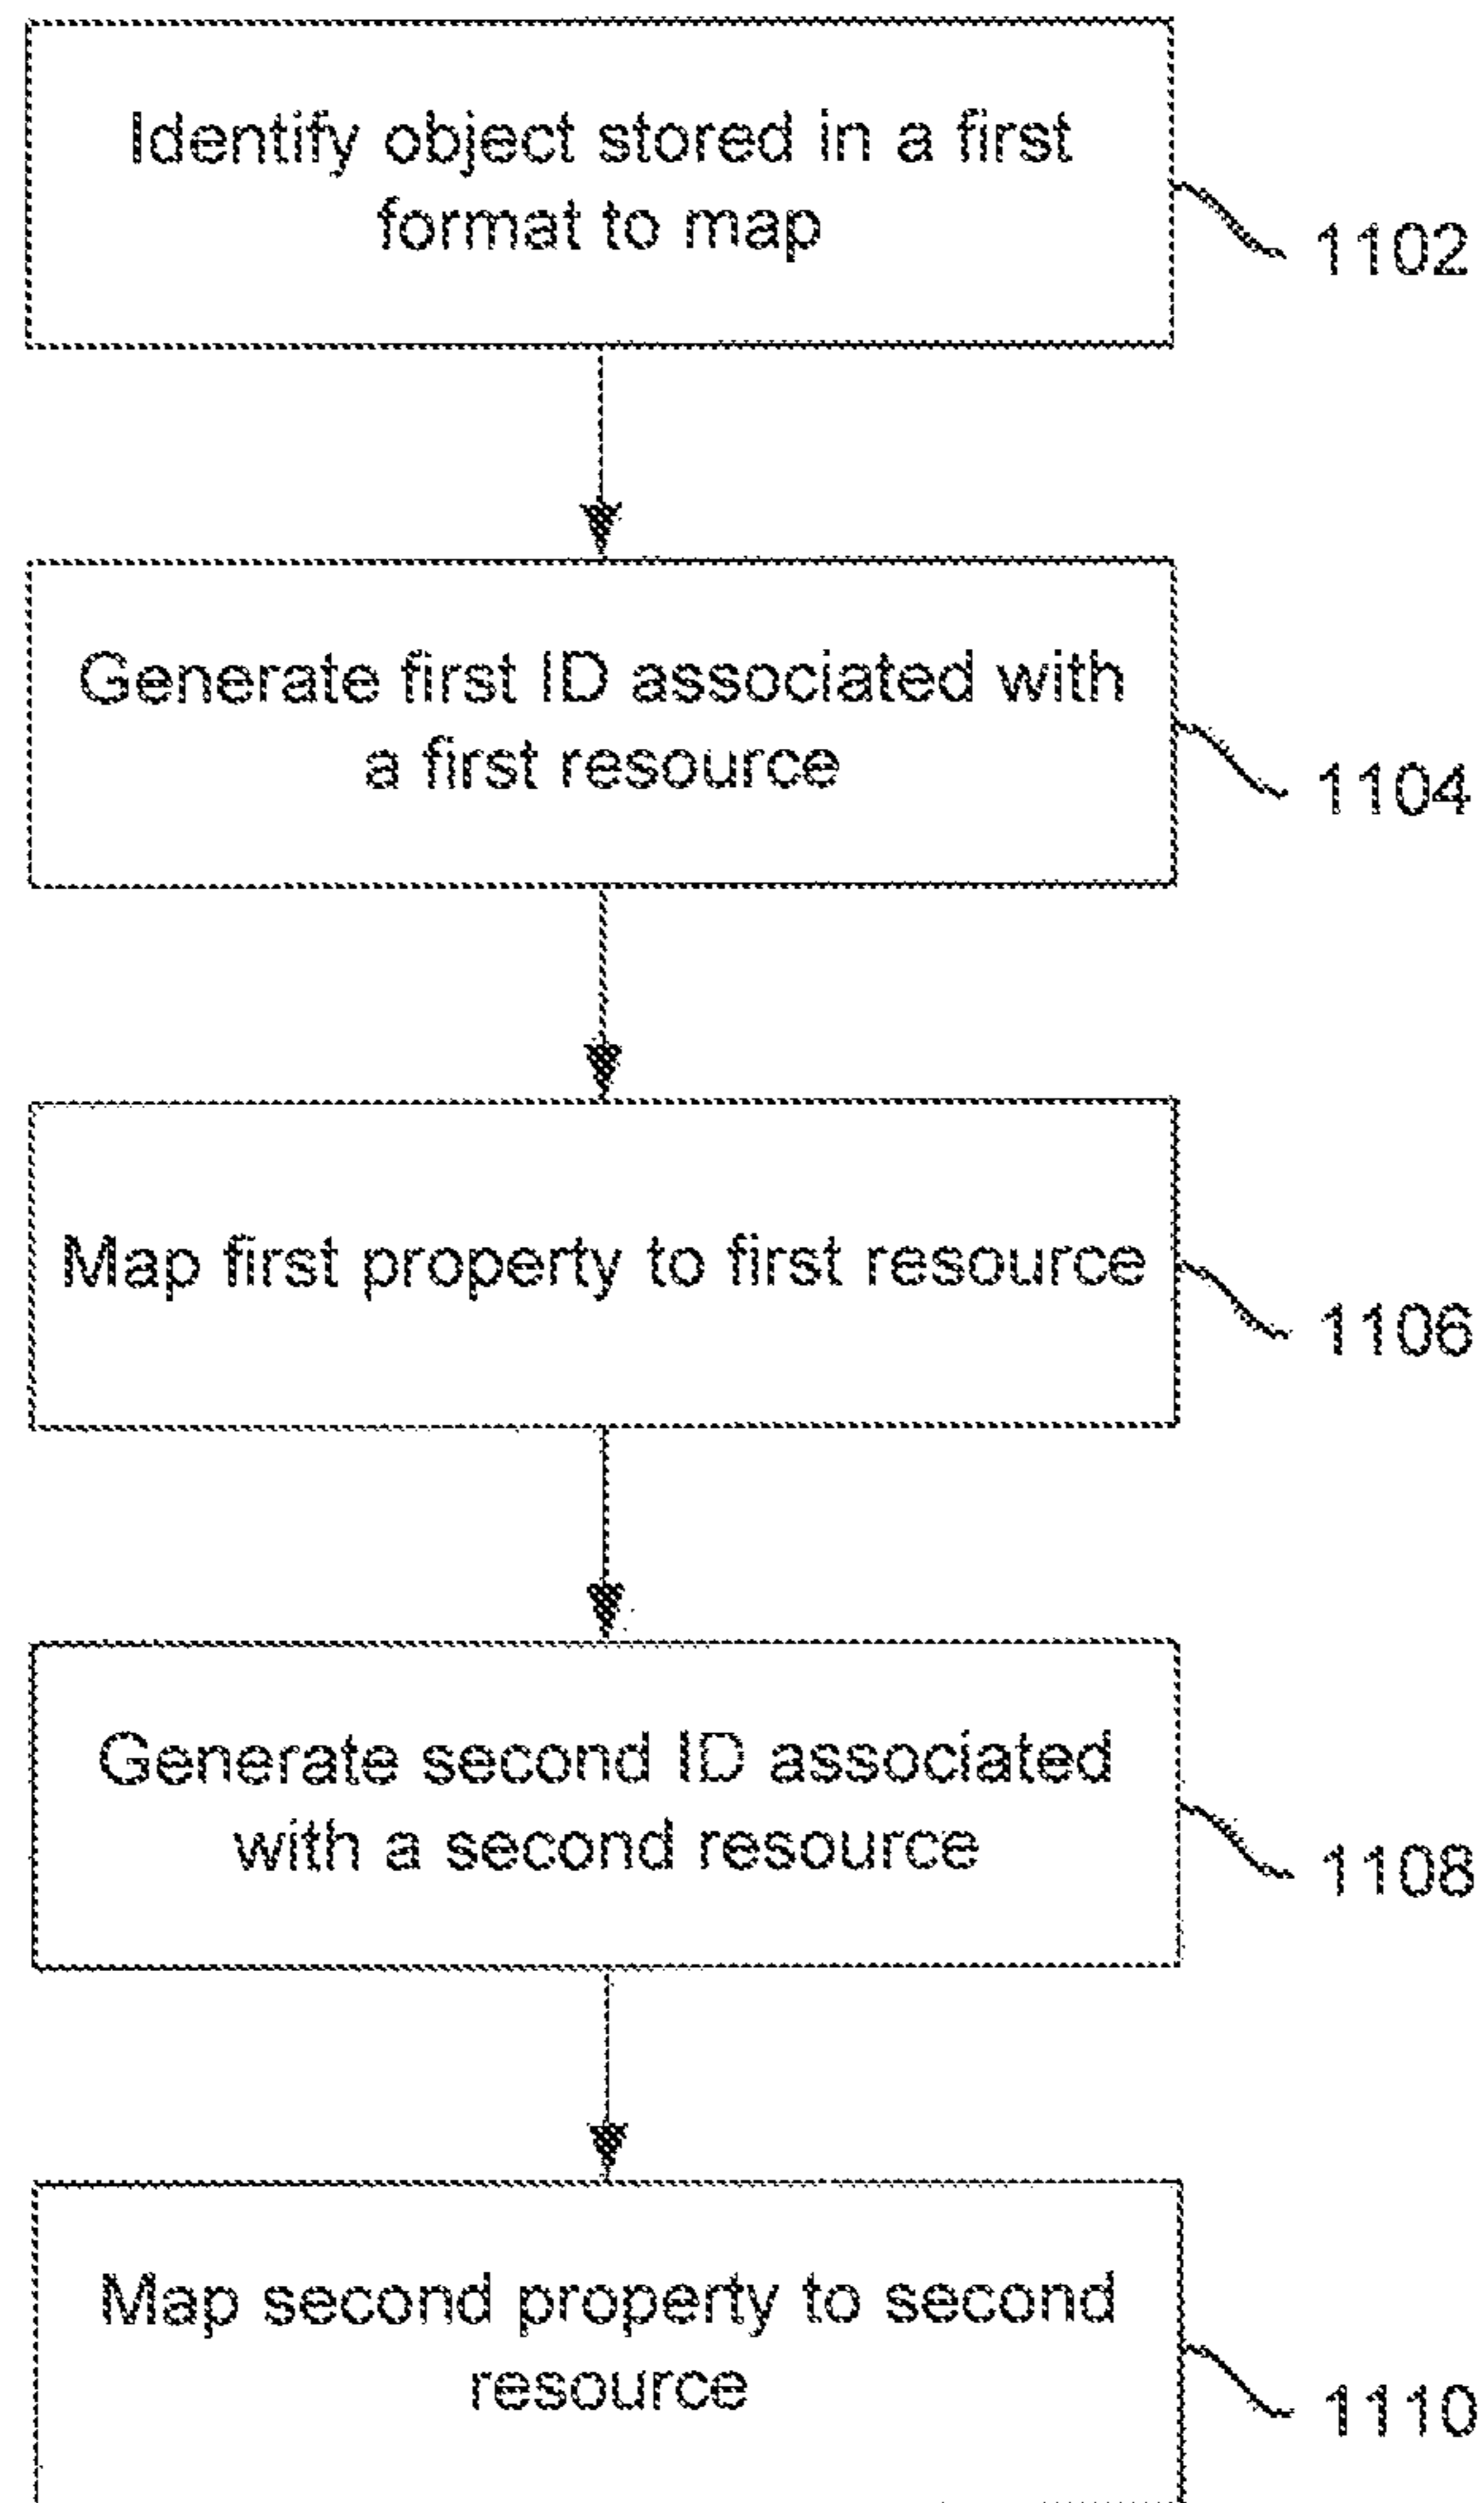 Identify object stored in a first
format to map
1102
Generate first ID associated with
a first resource
1104
Map first property to first resource
1106
Generate second ID associated
with a second resource
1108
Map second property to second
resource
1110